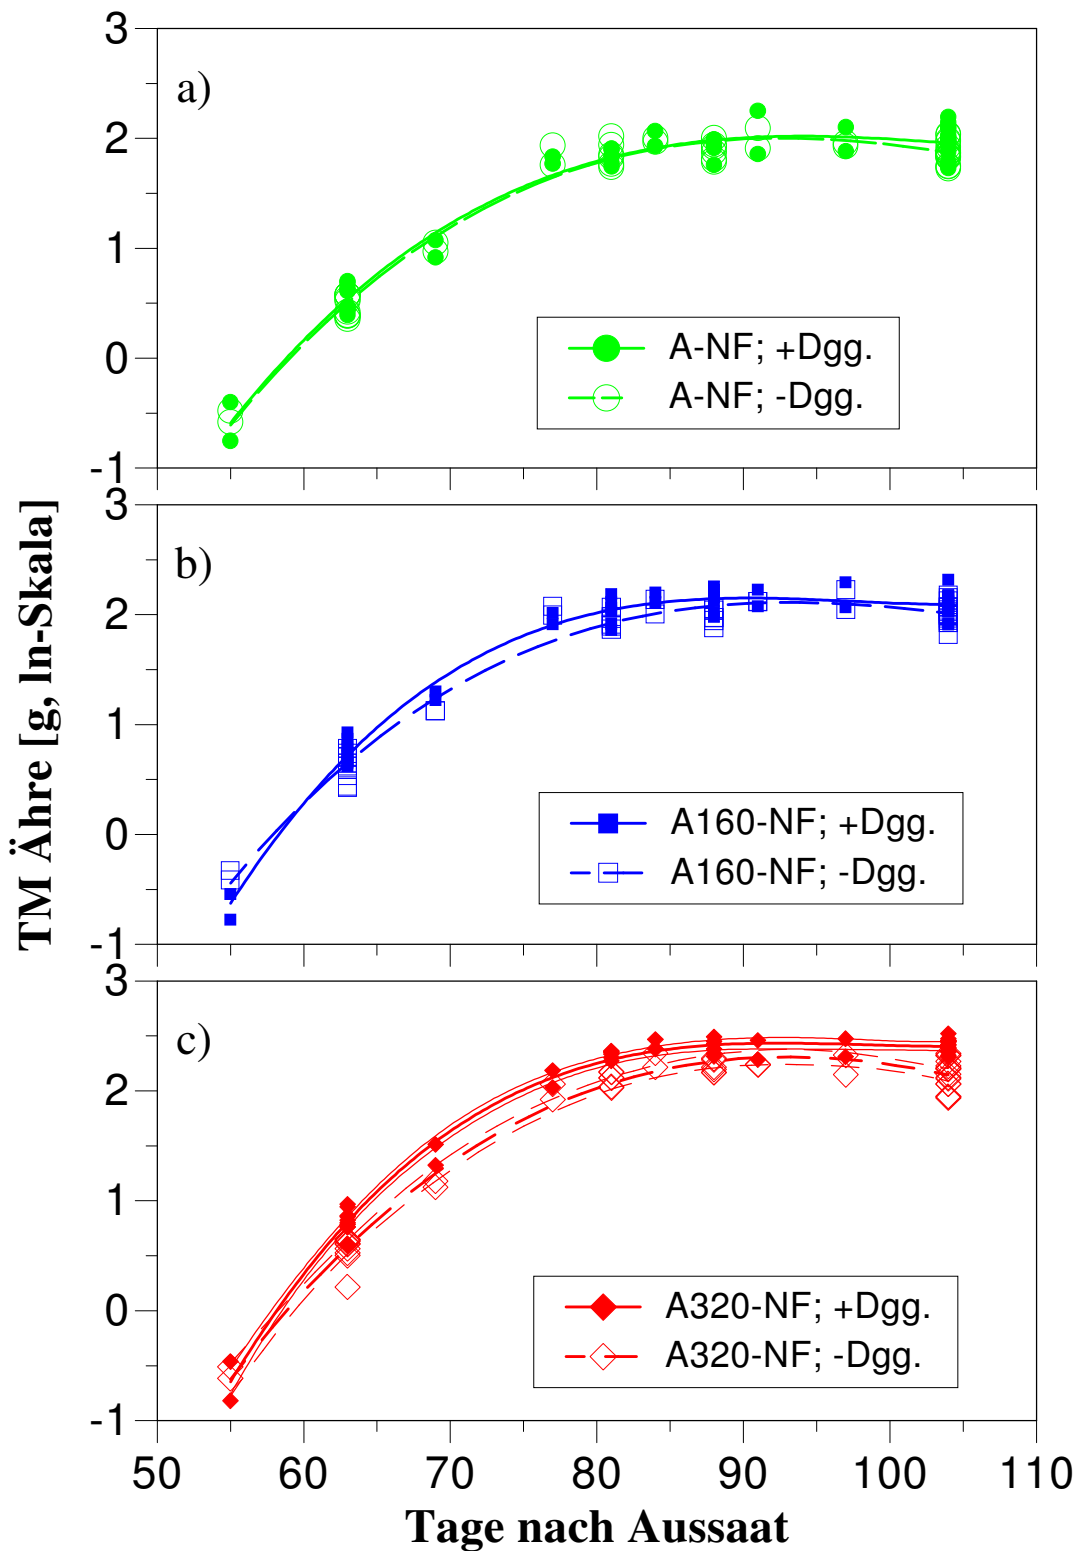 3
a)
2
1
0
-1
A-NF; +Dgg.
A-NF; -Dgg.
3
b)
2
1
0
-1
A160-NF; +Dgg.
A160-NF; -Dgg.
3
c)
2
1
0
-1
A320-NF; +Dgg.
A320-NF; -Dgg.
TM Ähre [g, ln-Skala]
50 60 70 80 90 100 110
Tage nach Aussaat